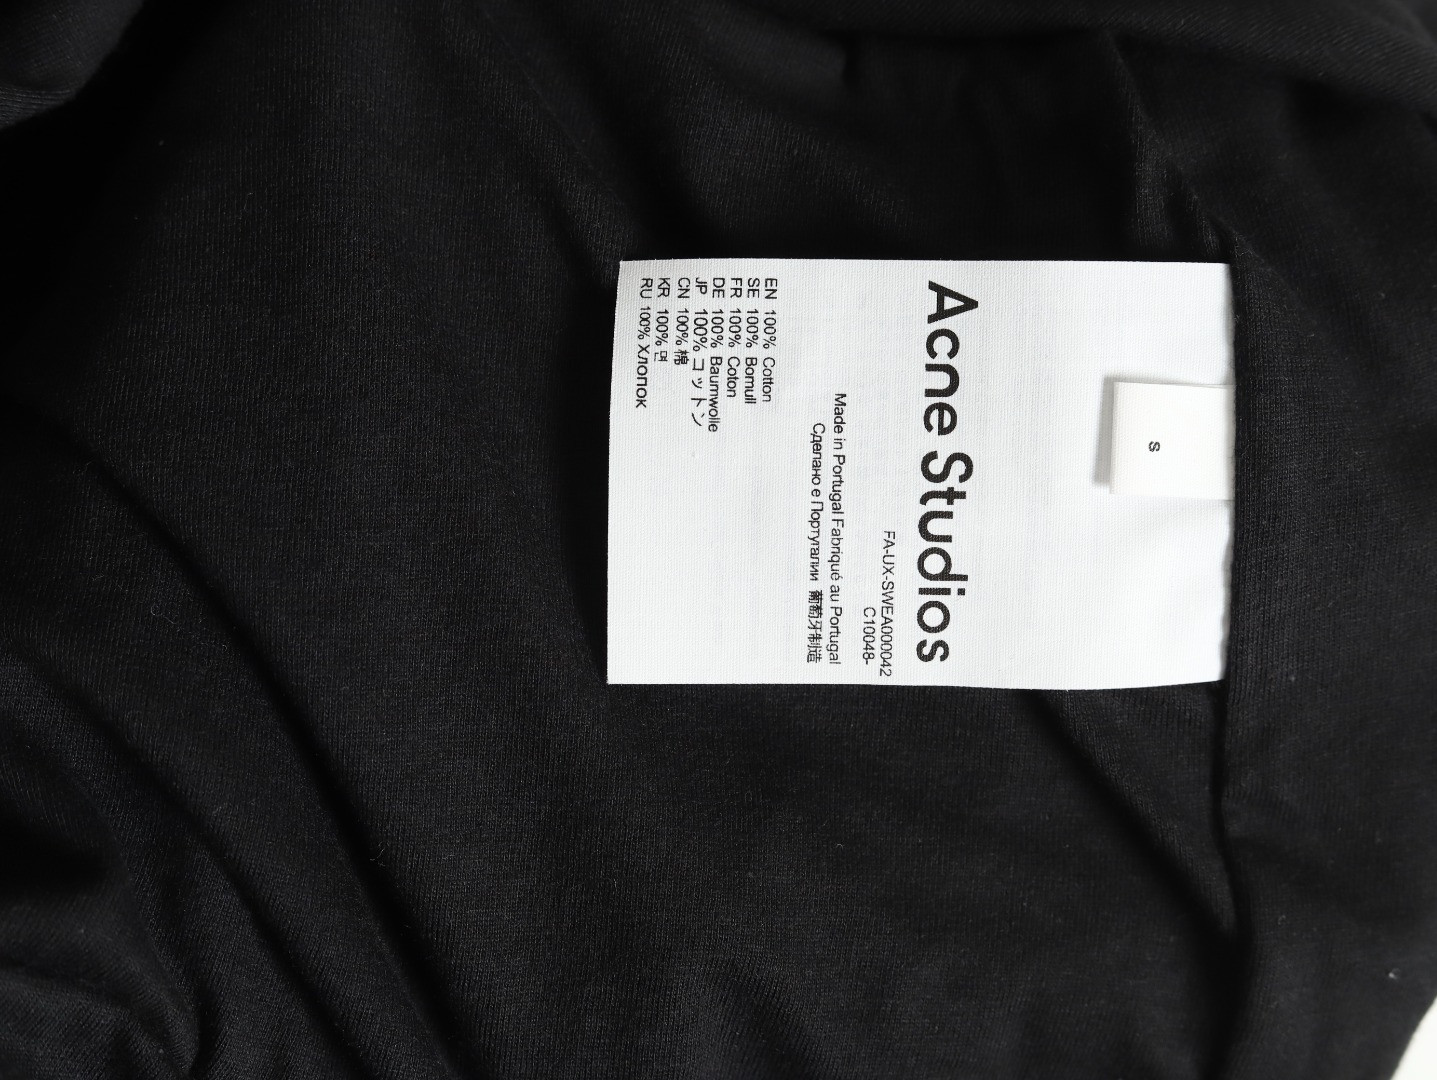 S
Acne Studios
FA-UX-SWEA000042
C10048-
Made in Portugal Fabriqué au Portugal
Сделано е Португалии 葡萄牙制造
EN 100% Cotton
SE 100% Bomull
FR 100% Coton
DE 100% Baumwolle
JP 100% コットン
CN 100% 棉
KR 100% 면
RU 100% Хлопок